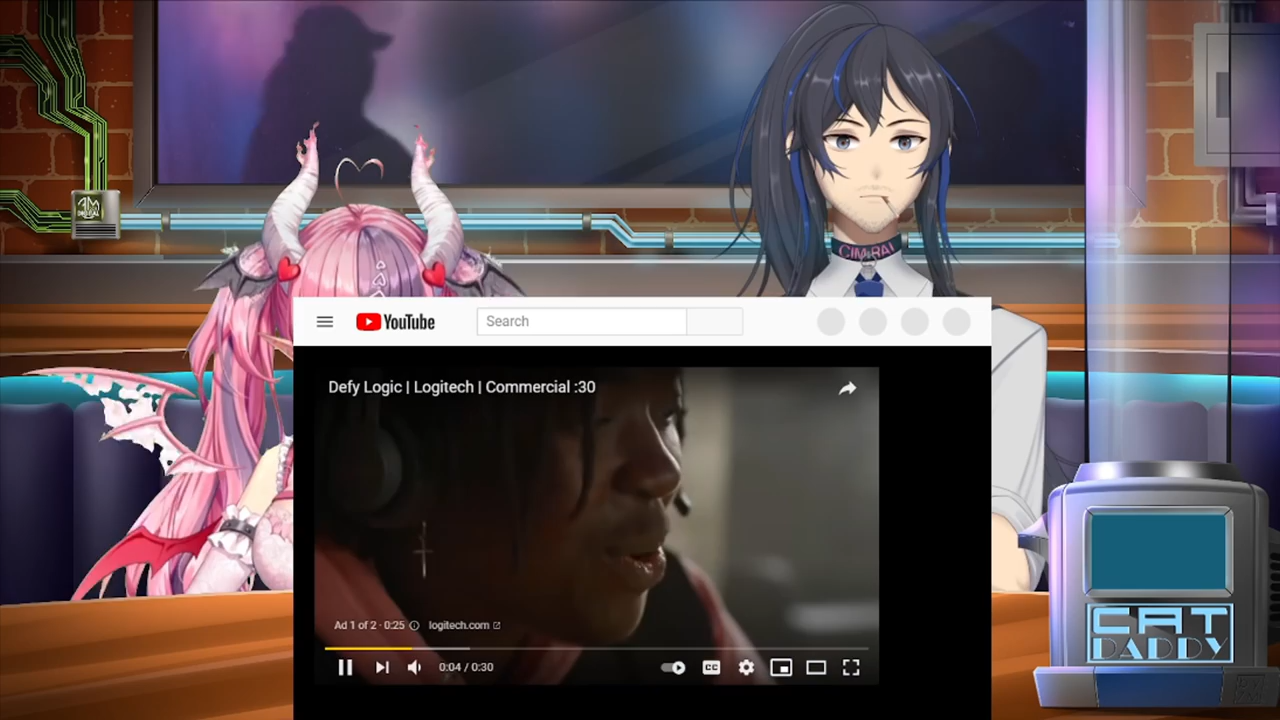 CIMRAI
YouTube
Search
Defy Logic | Logitech | Commercial :30
Ad 1 of 2 · 0:25
logitech.com
0:04 / 0:30
CC
CAT
DADDY